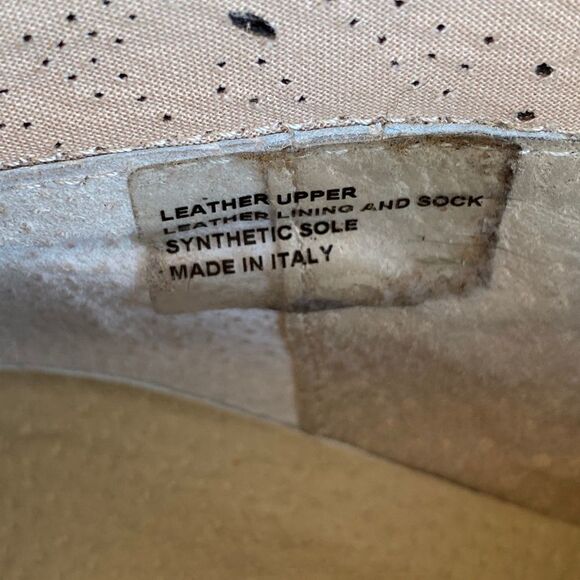 LEATHER UPPER
LEATHER LINING AND SOCK
SYNTHETIC SOLE
MADE IN ITALY